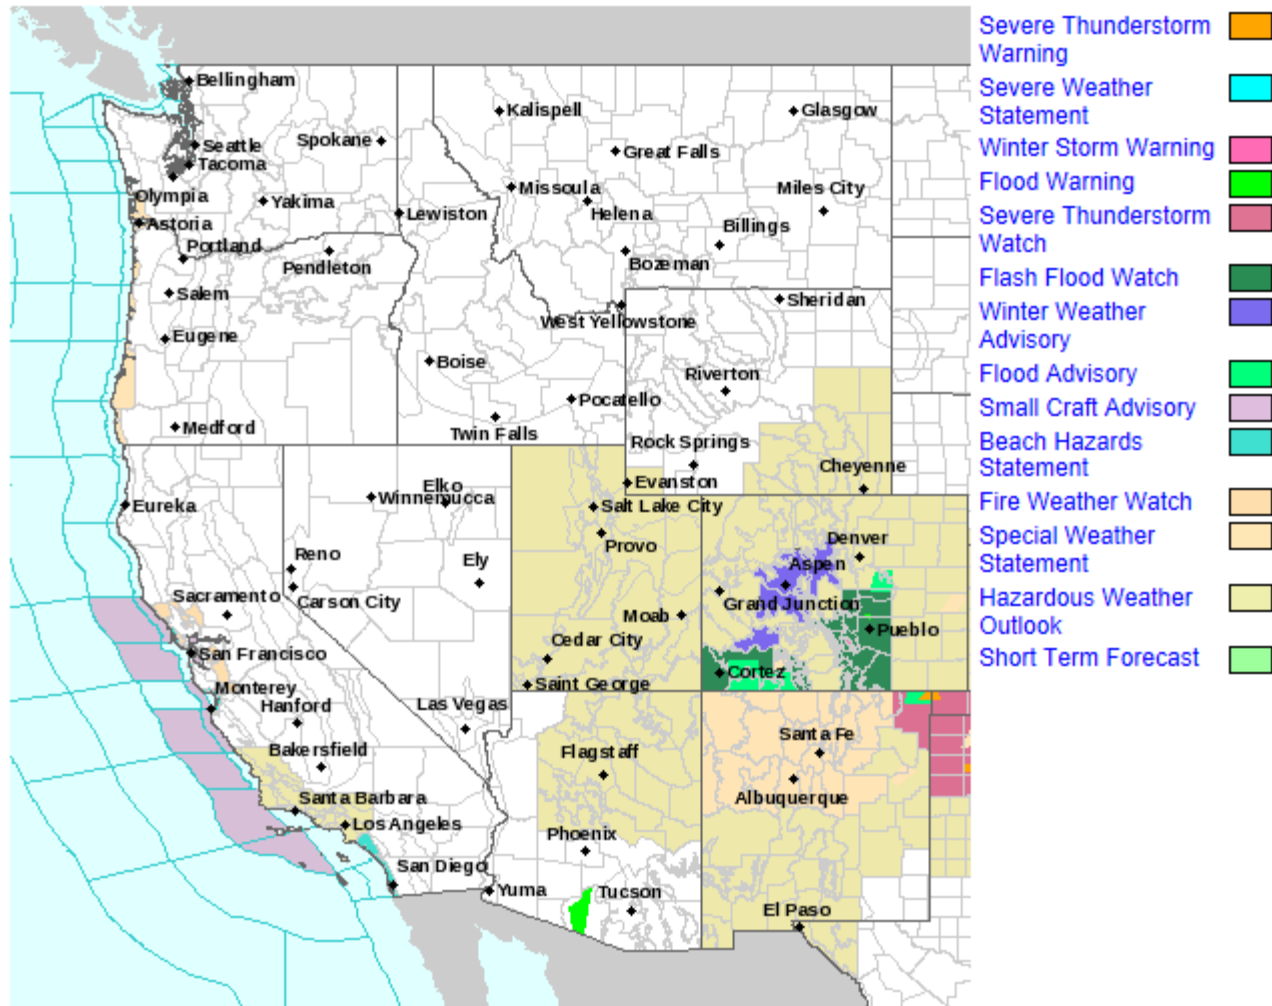 Bellingham
Seattle
Tacoma
Olympia
Spokane
Yakima
Astoria
Lewiston
Portland
Pendleton
Salem
Eugene
Medford
Kalispell
Glasgow
Great Falls
Missoula
Helena
Miles City
Billings
Bozeman
West Yellowstone
Sheridan
Boise
Pocatello
Twin Falls
Riverton
Rock Springs
Cheyenne
Evanston
Eureka
Elko
Winnemucca
Reno
Ely
Carson City
Sacramento
San Francisco
Monterey
Hanford
Bakersfield
Las Vegas
Santa Barbara
Los Angeles
San Diego
Salt Lake City
Provo
Moab
Cedar City
Saint George
Denver
Aspen
Grand Junction
Pueblo
Cortez
Flagstaff
Phoenix
Yuma
Tucson
Santa Fe
Albuquerque
El Paso
Severe Thunderstorm
Warning
Severe Weather
Statement
Winter Storm Warning
Flood Warning
Severe Thunderstorm
Watch
Flash Flood Watch
Winter Weather
Advisory
Flood Advisory
Small Craft Advisory
Beach Hazards
Statement
Fire Weather Watch
Special Weather
Statement
Hazardous Weather
Outlook
Short Term Forecast